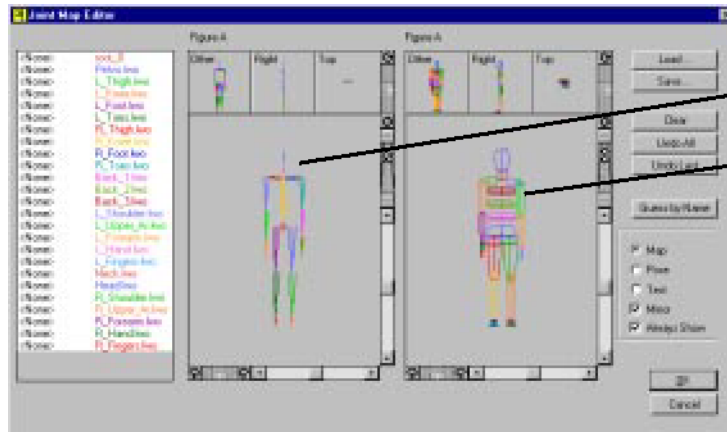 Joint Map Editor
Figure A
Figure A
Other Right Top
Other Right Top
<None> root_0
<None> Pelvis.lwo
<None> L_Thigh.lwo
<None> L_Knee.lwo
<None> L_Foot.lwo
<None> L_Toes.lwo
<None> R_Thigh.lwo
<None> R_Knee.lwo
<None> R_Foot.lwo
<None> R_Toes.lwo
<None> Back_1.lwo
<None> Back_2.lwo
<None> Back_3.lwo
<None> L_Shoulder.lwo
<None> L_Upper_Ar.lwo
<None> L_Forearm.lwo
<None> L_Hand.lwo
<None> L_Fingers.lwo
<None> Neck.lwo
<None> Head.lwo
<None> R_Shoulder.lwo
<None> R_Upper_Ar.lwo
<None> R_Forearm.lwo
<None> R_Hand.lwo
<None> R_Fingers.lwo
Load...
Save...
Clear
Undo All
Undo Last
Guess by Name
Map
Pose
Test
Mirror
Always Show
Cancel